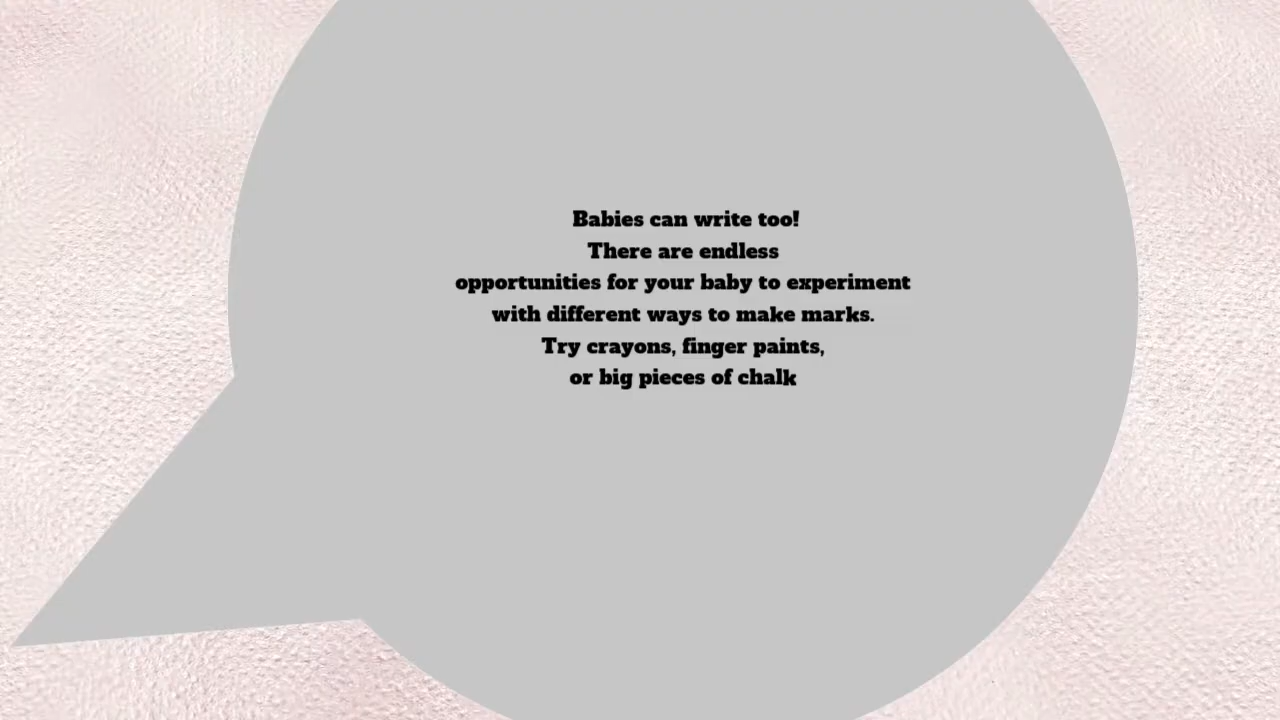 Babies can write too!
There are endless
opportunities for your baby to experiment
with different ways to make marks.
Try crayons, finger paints,
or big pieces of chalk